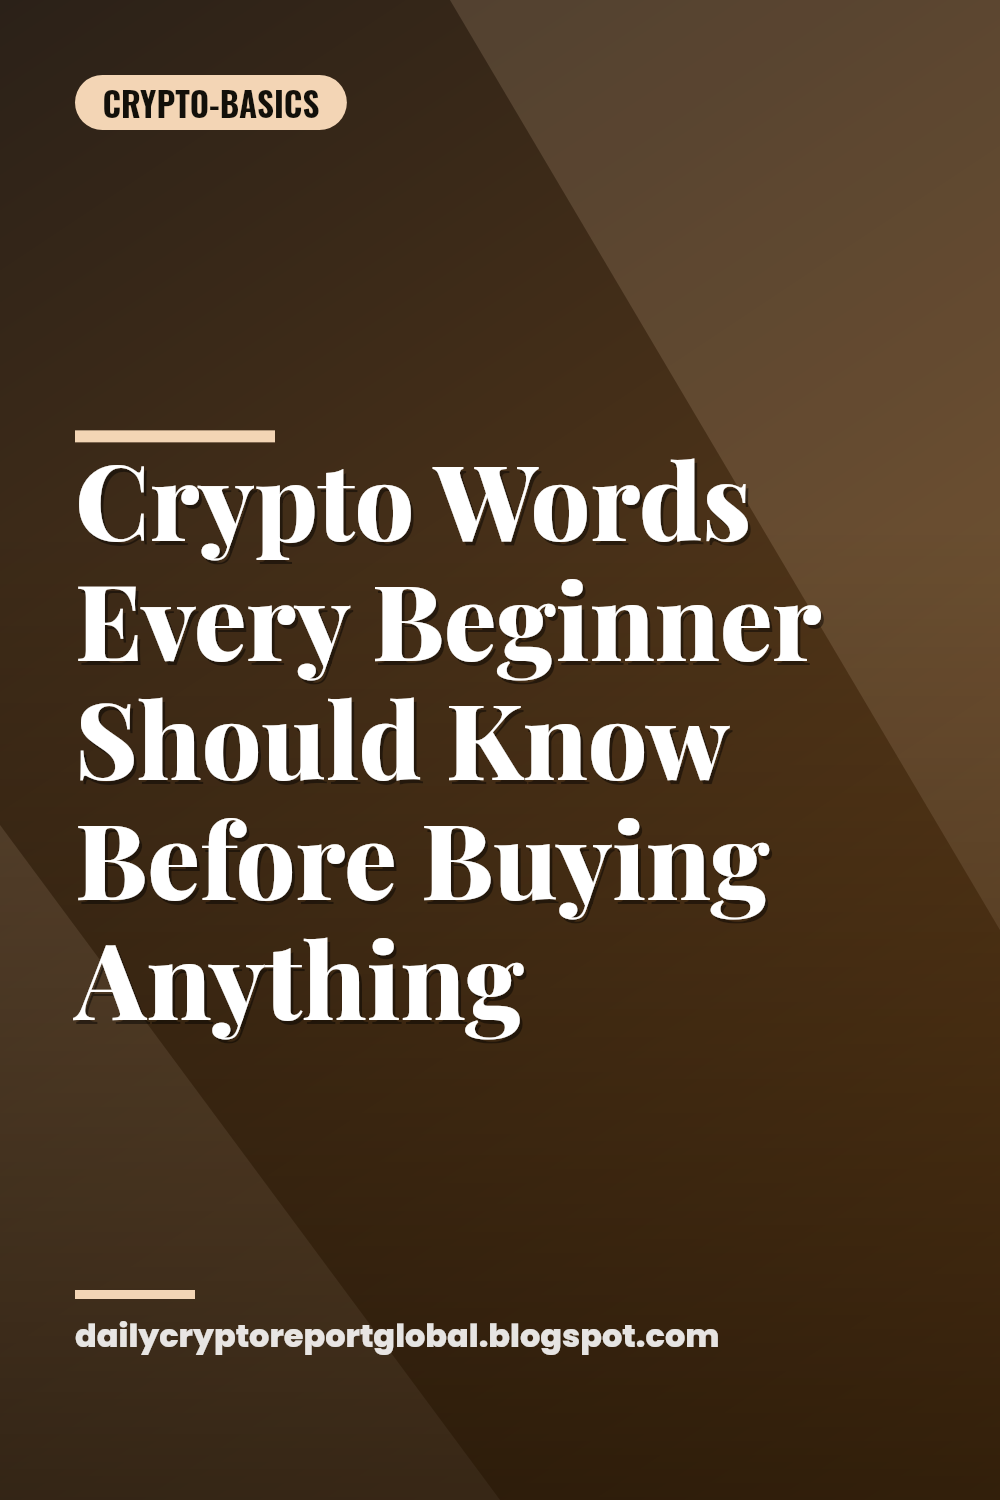 CRYPTO-BASICS
Crypto Words
Every Beginner
Should Know
Before Buying
Anything
dailycryptoreportglobal.blogspot.com